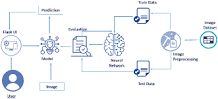 Prediction
Train Data
Flask UI
Evaluation
Image
Dataset
Model
Neural
Network
Image
Preprocessing
User
Image
Test Data